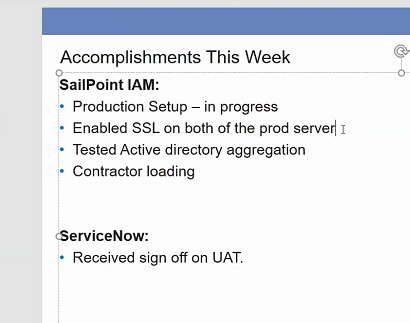 Accomplishments This Week
SailPoint IAM:
• Production Setup – in progress
• Enabled SSL on both of the prod server
• Tested Active directory aggregation
• Contractor loading
ServiceNow:
• Received sign off on UAT.